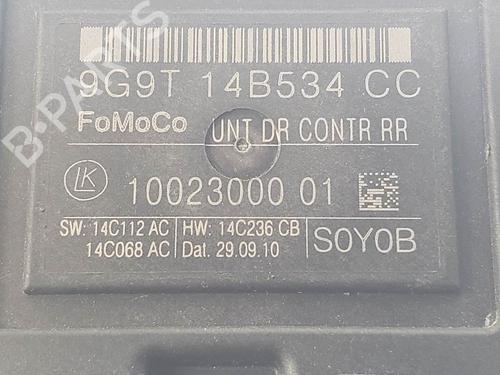 9G9T 14B534 CC
FoMoCo UNT DR CONTR RR
LK 10023000 01
SW: 14C112 AC HW: 14C236 CB
14C068 AC Dat. 29.09.10
S0Y0B
B-PARTS